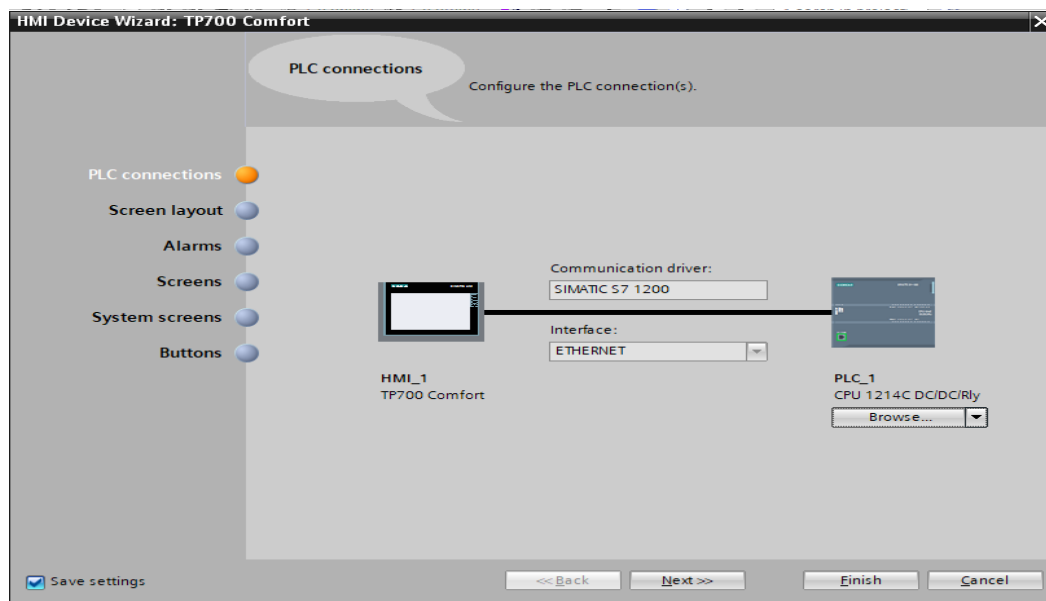 HMI Device Wizard: TP700 Comfort
PLC connections
Configure the PLC connection(s).
PLC connections
Screen layout
Alarms
Screens
System screens
Buttons
Communication driver:
SIMATIC S7 1200
Interface:
ETHERNET
HMI_1
TP700 Comfort
PLC_1
CPU 1214C DC/DC/Rly
Browse...
Save settings
<< Back
Next >>
Finish
Cancel